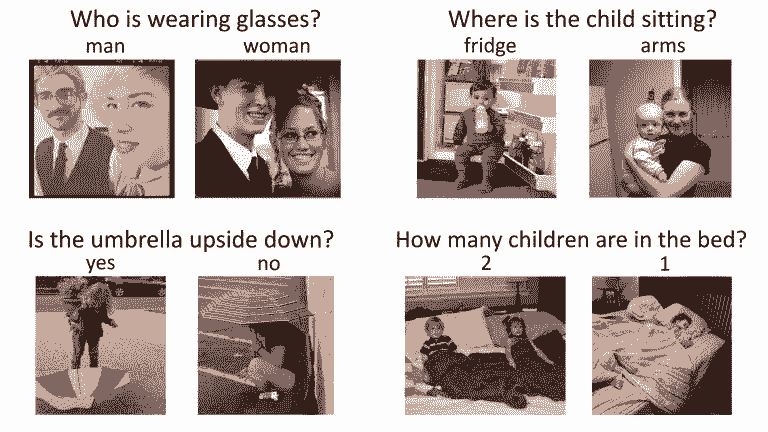 Who is wearing glasses?
man woman
Where is the child sitting?
fridge arms
Is the umbrella upside down?
yes no
How many children are in the bed?
2 1